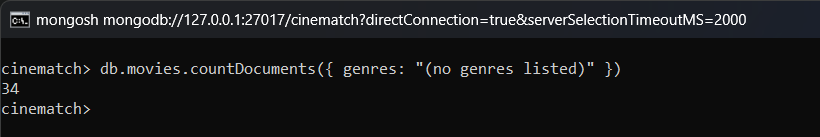 mongosh mongodb://127.0.0.1:27017/cinematch?directConnection=true&serverSelectionTimeoutMS=2000
cinematch> db.movies.countDocuments({ genres: "(no genres listed)" })
34
cinematch>